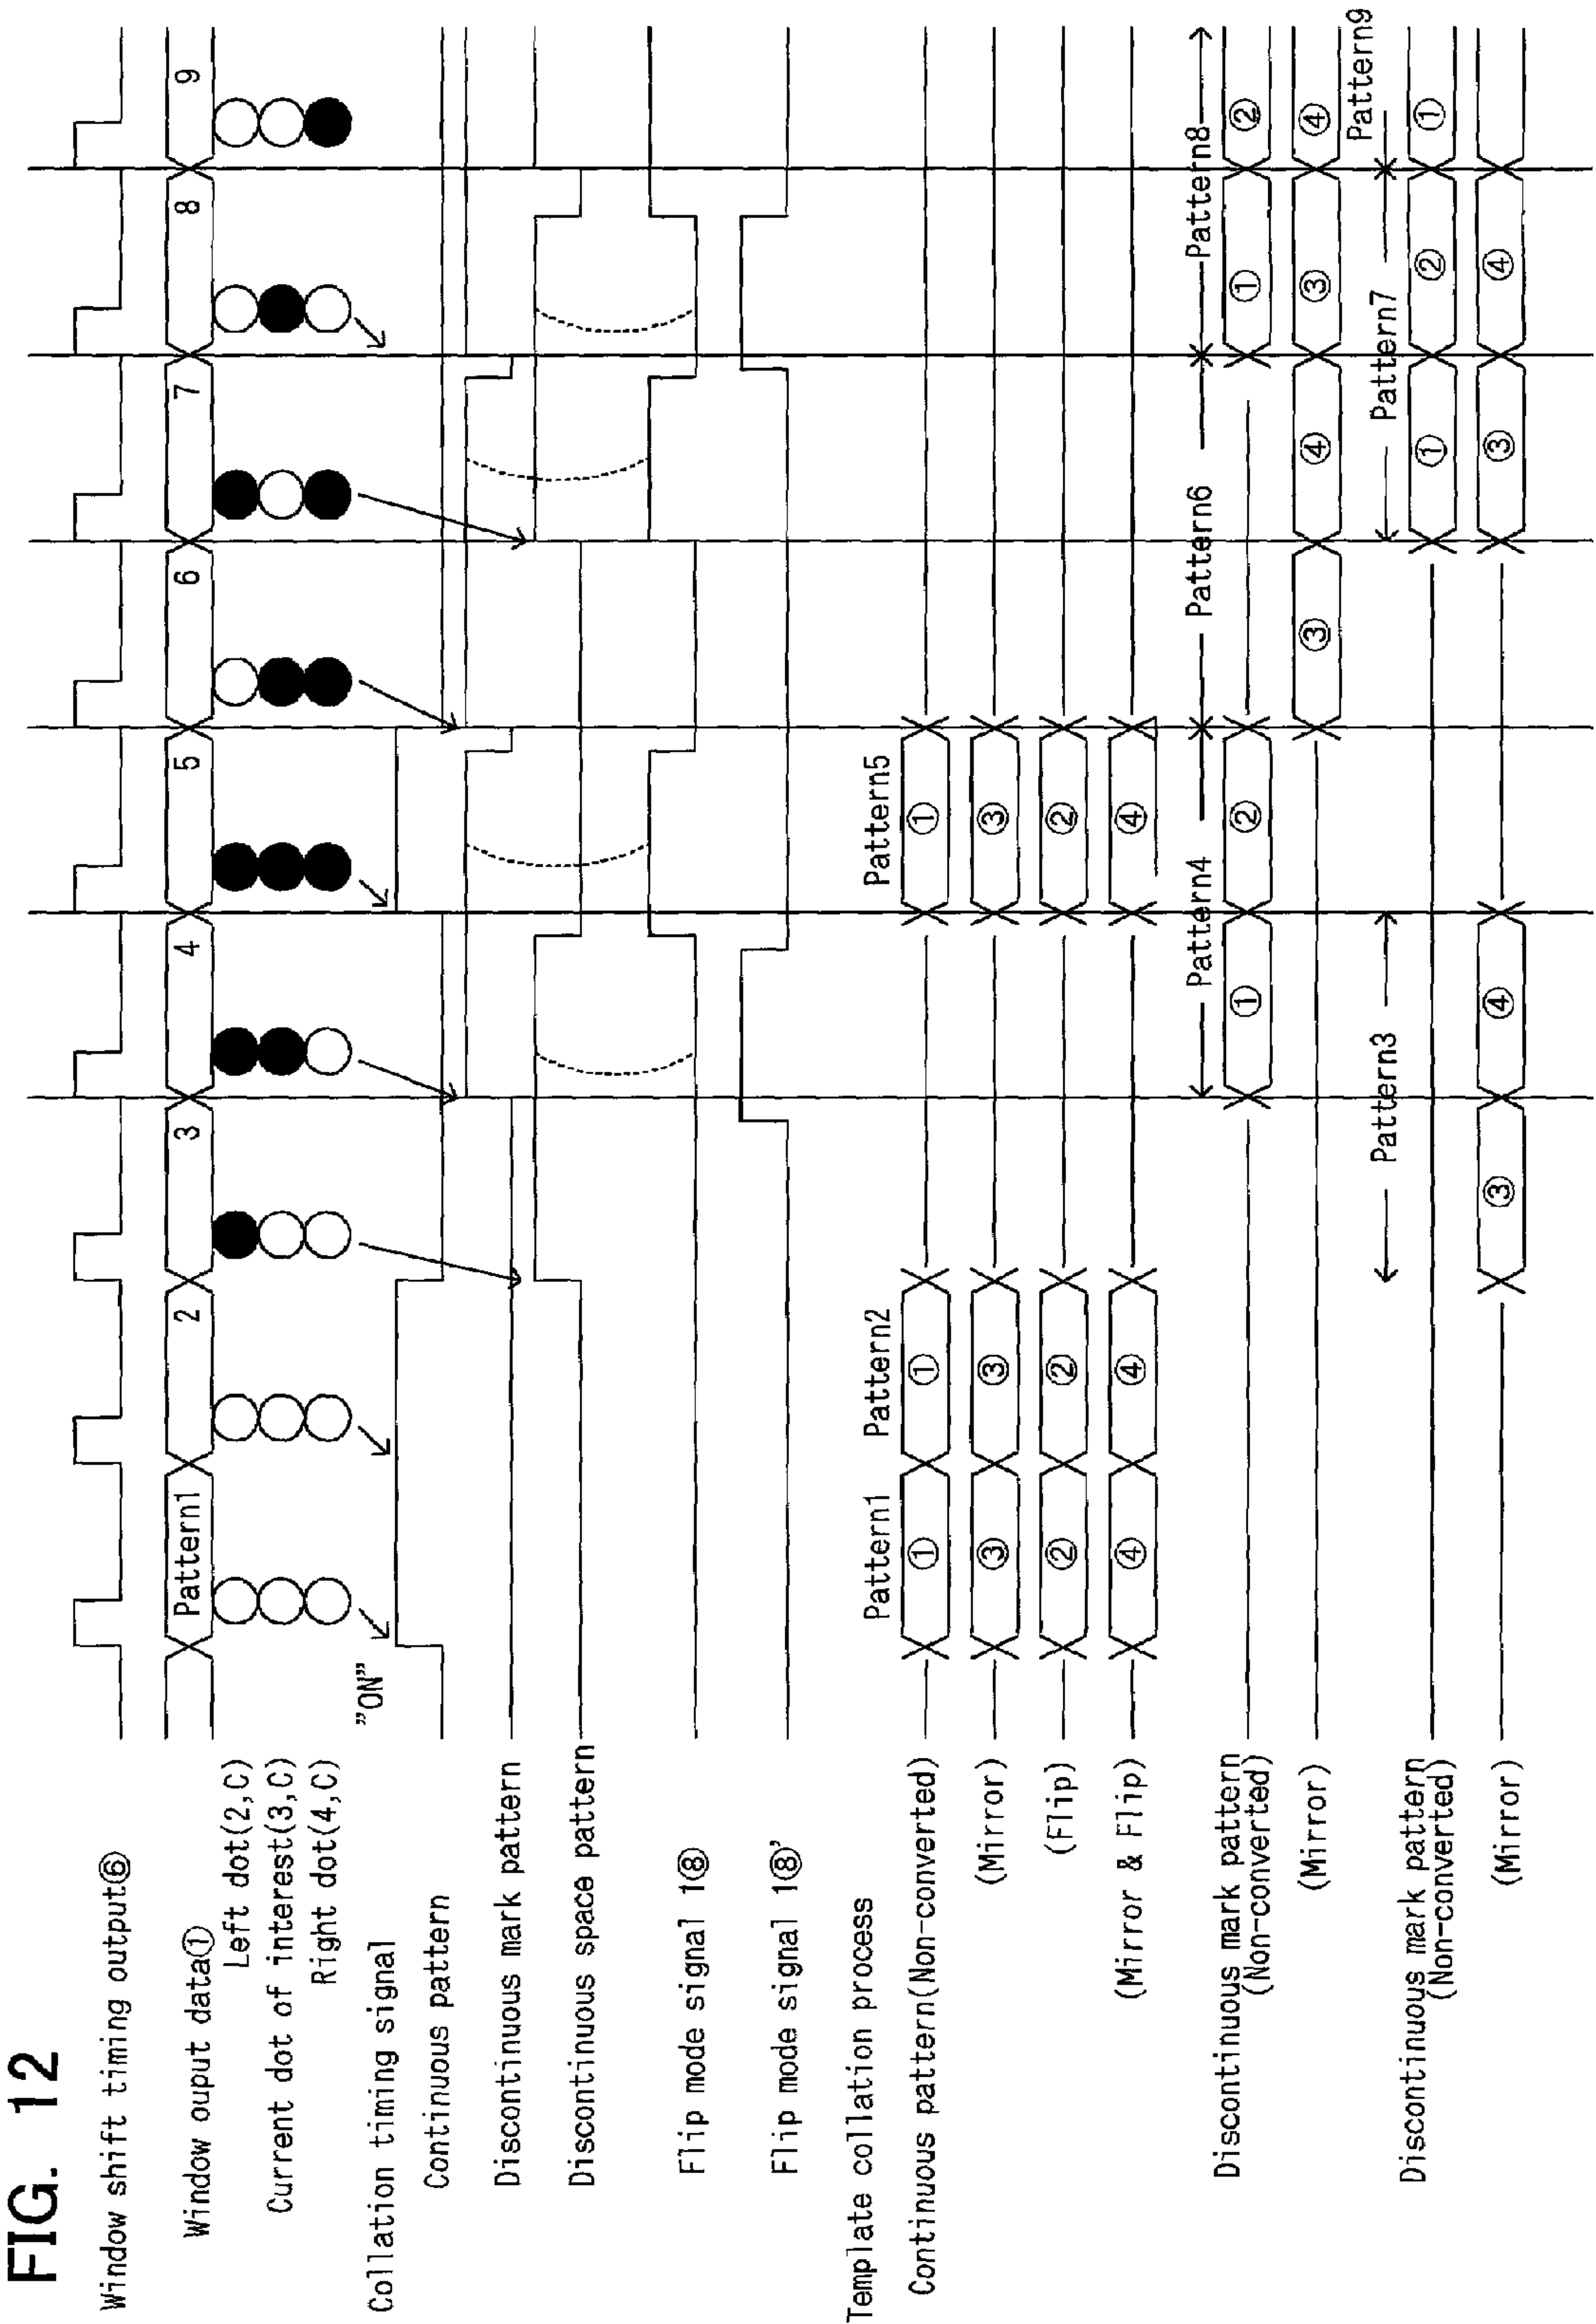 FIG. 12
Window shift timing output⑥
Window ouput data①
Pattern1 2 3 4 5 6 7 8 9
Left dot(2,C)
Current dot of interest(3,C)
Right dot(4,C)
Collation timing signal
"ON"
Continuous pattern
Discontinuous mark pattern
Discontinuous space pattern
Flip mode signal 1⑧
Flip mode signal 1⑧'
Template collation process
Pattern1 Pattern2 Pattern5
Continuous pattern(Non-converted) ① ① ①
(Mirror) ③ ③ ③
(Flip) ② ② ②
(Mirror & Flip) ④ ④ ④
Pattern4 Pattern6 Pattern8
Discontinuous mark pattern
(Non-converted) ① ② ① ②
(Mirror) ③ ④ ③ ④
Pattern3 Pattern7 Pattern9
Discontinuous mark pattern
(Non-converted) ① ② ①
(Mirror) ③ ④ ③ ④